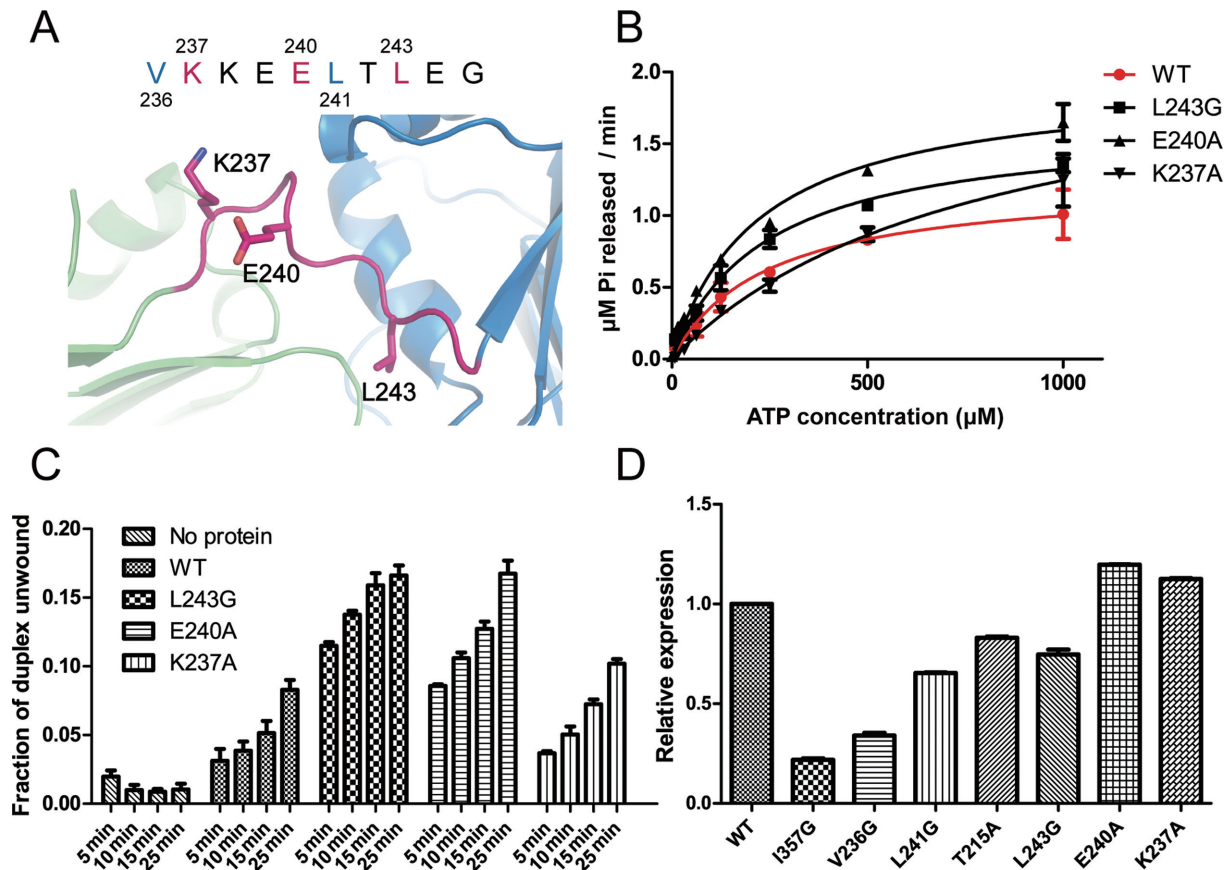 A
237 240 243
V K K E E L T L E G
236 241
K237
E240
L243
B
µM Pi released / min
2.0
1.5
1.0
0.5
0.0
0 500 1000
ATP concentration (µM)
WT
L243G
E240A
K237A
C
Fraction of duplex unwound
0.20
0.15
0.10
0.05
0.00
No protein
WT
L243G
E240A
K237A
5 min 10 min 15 min 25 min 5 min 10 min 15 min 25 min 5 min 10 min 15 min 25 min 5 min 10 min 15 min 25 min 5 min 10 min 15 min 25 min
D
Relative expression
1.5
1.0
0.5
0.0
WT I357G V236G L241G T215A L243G E240A K237A